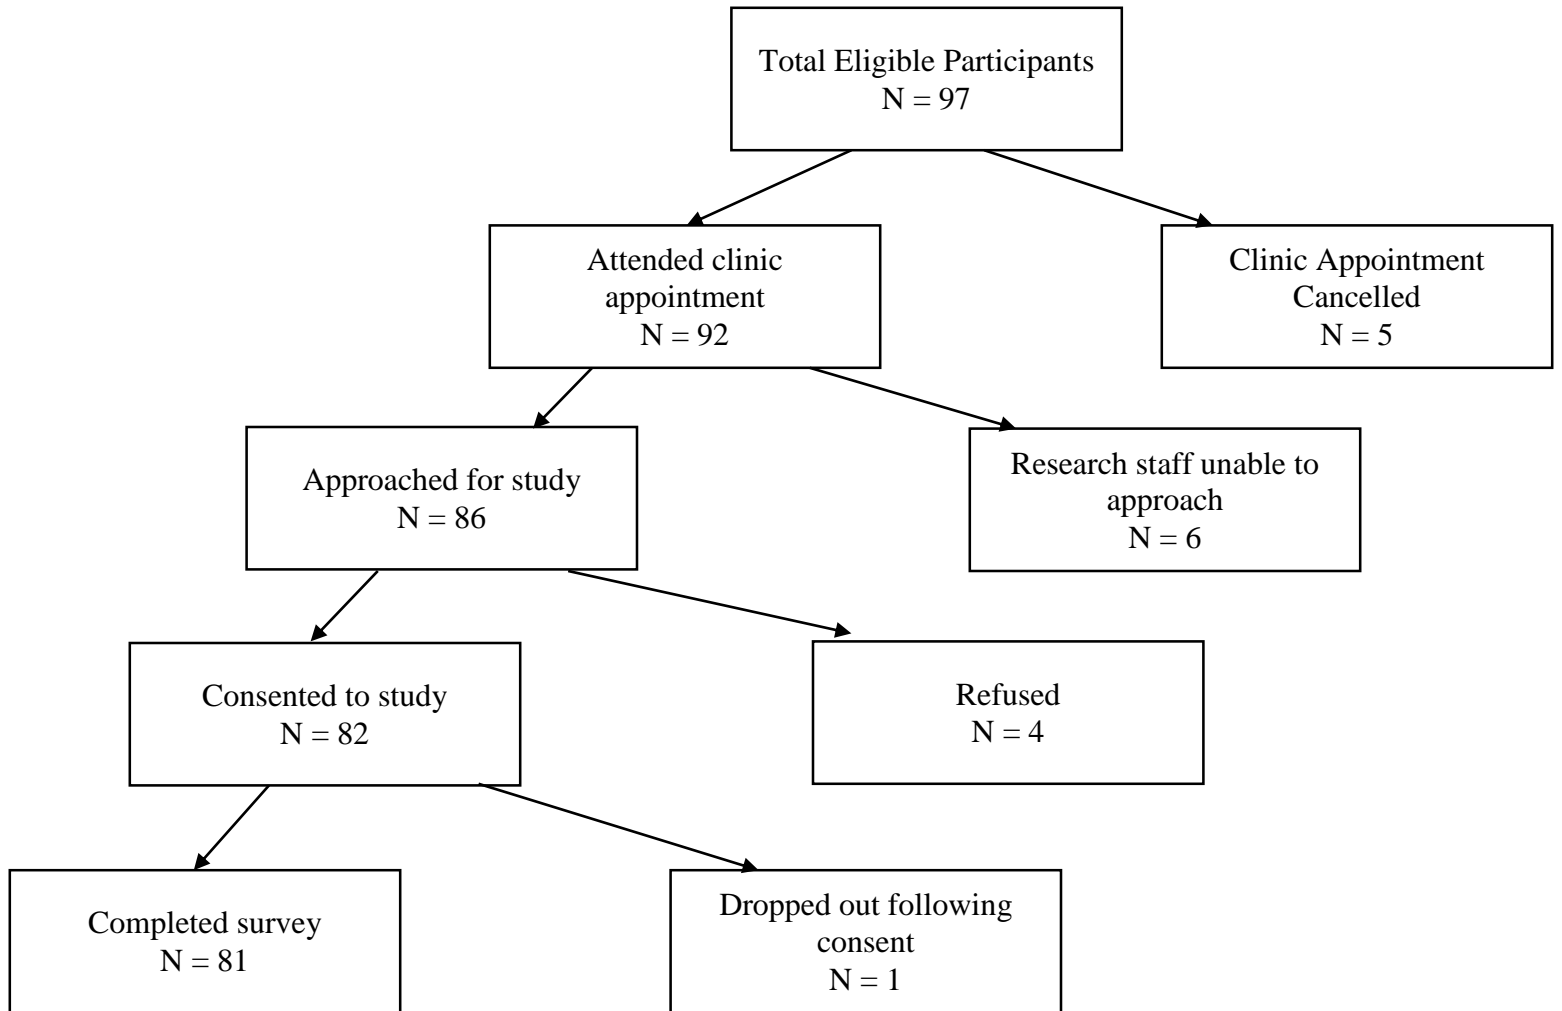 Total Eligible Participants
N = 97
Attended clinic
appointment
N = 92
Clinic Appointment
Cancelled
N = 5
Approached for study
N = 86
Research staff unable to
approach
N = 6
Consented to study
N = 82
Refused
N = 4
Completed survey
N = 81
Dropped out following
consent
N = 1